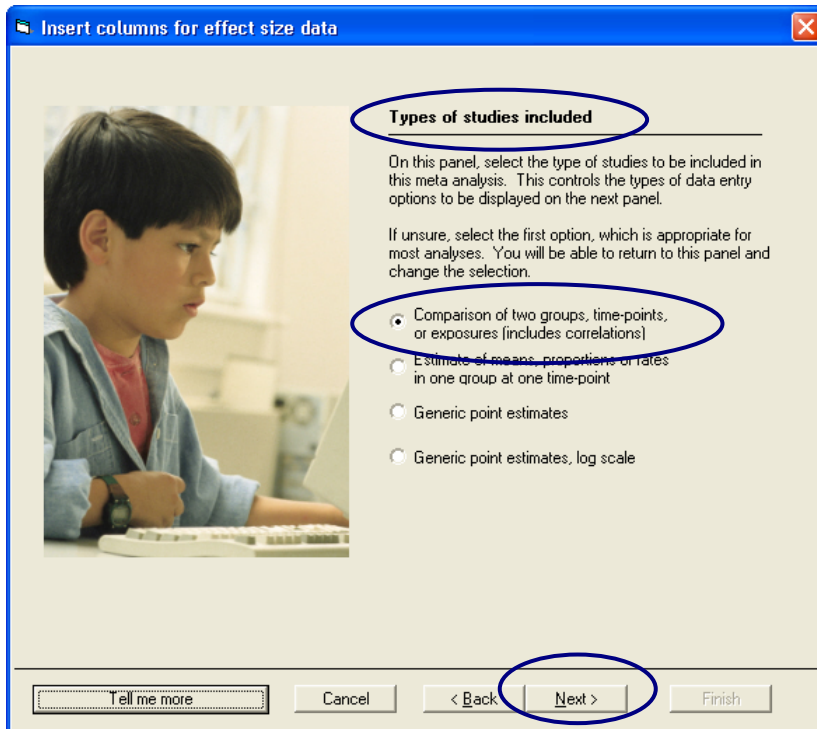 Insert columns for effect size data
Types of studies included
On this panel, select the type of studies to be included in
this meta analysis. This controls the types of data entry
options to be displayed on the next panel.
If unsure, select the first option, which is appropriate for
most analyses. You will be able to return to this panel and
change the selection.
Comparison of two groups, time-points,
or exposures (includes correlations)
Estimate of means, proportions or rates
in one group at one time-point
Generic point estimates
Generic point estimates, log scale
Tell me more Cancel < Back Next > Finish